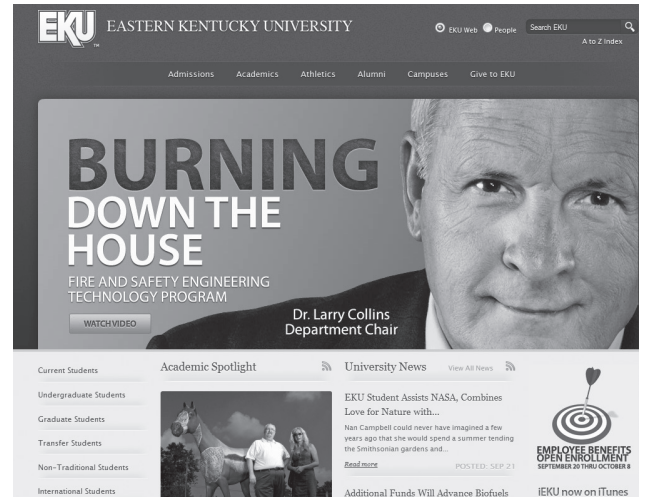 EKU
EASTERN KENTUCKY UNIVERSITY
EKU Web People
Search EKU
A to Z Index
Admissions Academics Athletics Alumni Campuses Give to EKU
BURNING
DOWN THE
HOUSE
FIRE AND SAFETY ENGINEERING
TECHNOLOGY PROGRAM
WATCH VIDEO
Dr. Larry Collins
Department Chair
Current Students
Undergraduate Students
Graduate Students
Transfer Students
Non-Traditional Students
International Students
Academic Spotlight
University News View All News
EKU Student Assists NASA, Combines
Love for Nature with...
Nan Campbell could never have imagined a few
years ago that she would spend a summer tending
the Smithsonian gardens and...
Read more POSTED: SEP 21
Additional Funds Will Advance Biofuels
EMPLOYEE BENEFITS
OPEN ENROLLMENT
SEPTEMBER 20 THRU OCTOBER 8
iEKU now on iTunes